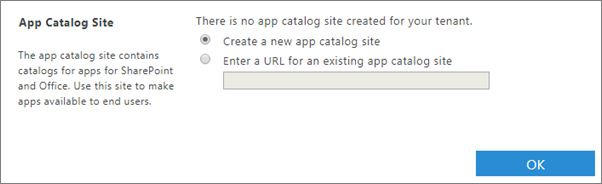 App Catalog Site
The app catalog site contains
catalogs for apps for SharePoint
and Office. Use this site to make
apps available to end users.
There is no app catalog site created for your tenant.
Create a new app catalog site
Enter a URL for an existing app catalog site
OK